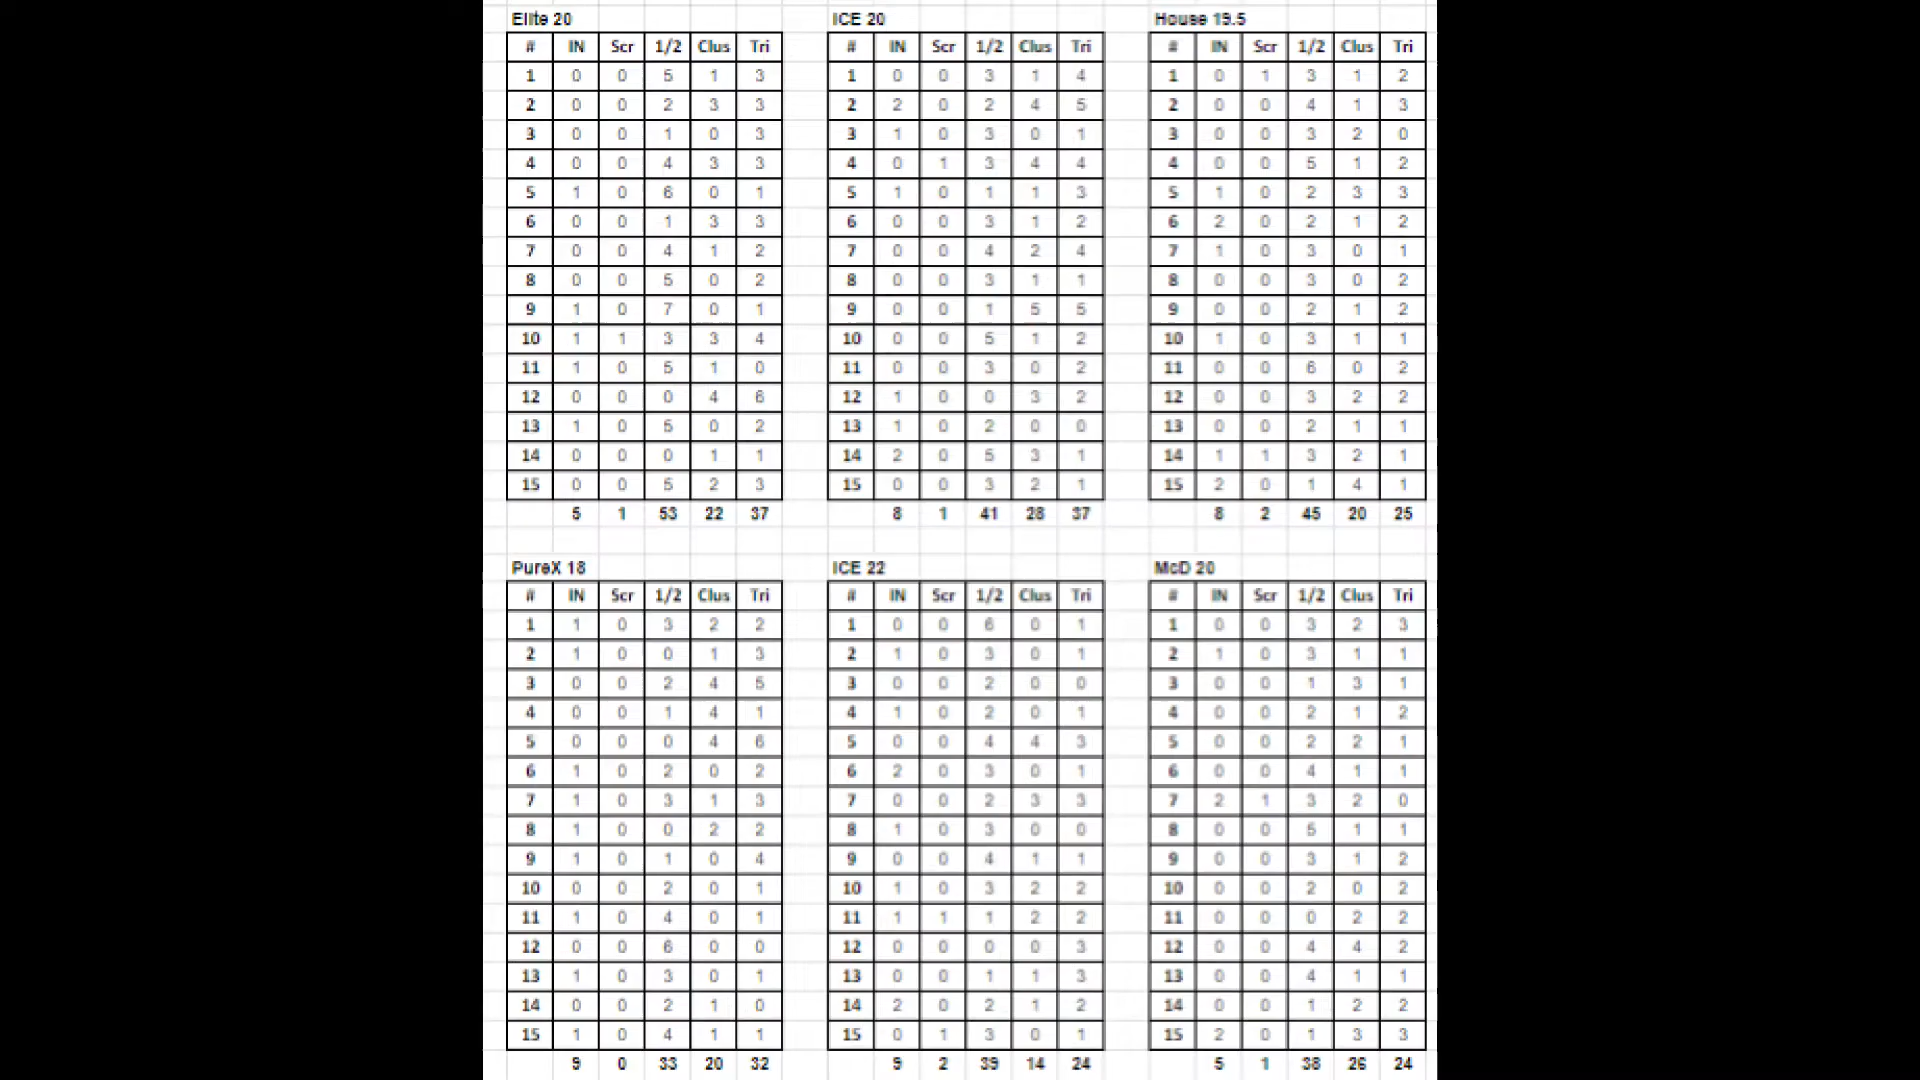 Elite 20 ICE 20 House 19.5
# IN Scr 1/2 Clus Tri # IN Scr 1/2 Clus Tri # IN Scr 1/2 Clus Tri
1 0 0 5 1 3 1 0 0 3 1 4 1 0 1 3 1 2
2 0 0 2 3 3 2 2 0 2 4 5 2 0 0 4 1 3
3 0 0 1 0 3 3 1 0 3 0 1 3 0 0 3 2 0
4 0 0 4 3 3 4 0 1 3 4 4 4 0 0 5 1 2
5 1 0 6 0 1 5 1 0 1 1 3 5 1 0 2 3 3
6 0 0 1 3 3 6 0 0 3 1 2 6 2 0 2 1 2
7 0 0 4 1 2 7 0 0 4 2 4 7 1 0 3 0 1
8 0 0 5 0 2 8 0 0 3 1 1 8 0 0 3 0 2
9 1 0 7 0 1 9 0 0 1 5 5 9 0 0 2 1 2
10 1 1 3 3 4 10 0 0 5 1 2 10 1 0 3 1 1
11 1 0 5 1 0 11 0 0 3 0 2 11 0 0 6 0 2
12 0 0 0 4 6 12 1 0 0 3 2 12 0 0 3 2 2
13 1 0 5 0 2 13 1 0 2 0 0 13 0 0 2 1 1
14 0 0 0 1 1 14 2 0 5 3 1 14 1 1 3 2 1
15 0 0 5 2 3 15 0 0 3 2 1 15 2 0 1 4 1
5 1 53 22 37 8 1 41 28 37 8 2 45 20 25
PureX 18 ICE 22 McD 20
# IN Scr 1/2 Clus Tri # IN Scr 1/2 Clus Tri # IN Scr 1/2 Clus Tri
1 1 0 3 2 2 1 0 0 6 0 1 1 0 0 3 2 3
2 1 0 0 1 3 2 1 0 3 0 1 2 1 0 3 1 1
3 0 0 2 4 5 3 0 0 2 0 0 3 0 0 1 3 1
4 0 0 1 4 1 4 1 0 2 0 1 4 0 0 2 1 2
5 0 0 0 4 6 5 0 0 4 4 3 5 0 0 2 2 1
6 1 0 2 0 2 6 2 0 3 0 1 6 0 0 4 1 1
7 1 0 3 1 3 7 0 0 2 3 3 7 2 1 3 2 0
8 1 0 0 2 2 8 1 0 3 0 0 8 0 0 5 1 1
9 1 0 1 0 4 9 0 0 4 1 1 9 0 0 3 1 2
10 0 0 2 0 1 10 1 0 3 2 2 10 0 0 2 0 2
11 1 0 4 0 1 11 1 1 1 2 2 11 0 0 0 2 2
12 0 0 6 0 0 12 0 0 0 0 3 12 0 0 4 4 2
13 1 0 3 0 1 13 0 0 1 1 3 13 0 0 4 1 1
14 0 0 2 1 0 14 2 0 2 1 2 14 0 0 1 2 2
15 1 0 4 1 1 15 0 1 3 0 1 15 2 0 1 3 3
9 0 33 20 32 9 2 39 14 24 5 1 38 26 24